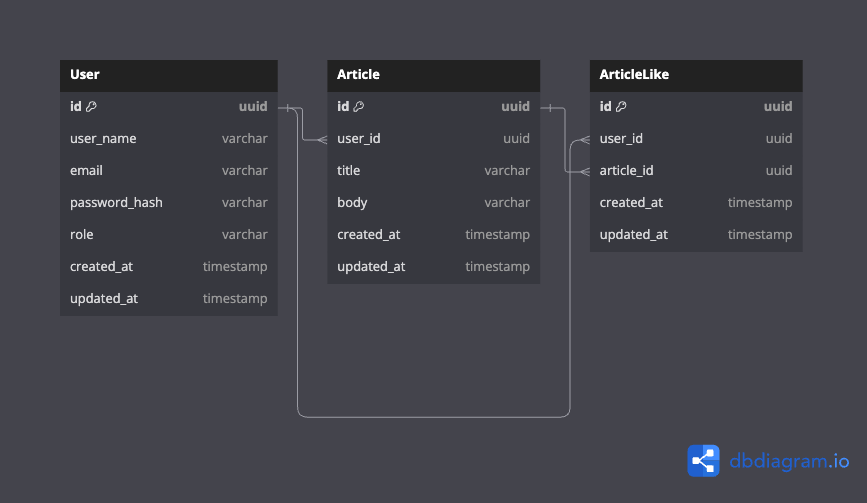 User
id uuid
user_name varchar
email varchar
password_hash varchar
role varchar
created_at timestamp
updated_at timestamp
Article
id uuid
user_id uuid
title varchar
body varchar
created_at timestamp
updated_at timestamp
ArticleLike
id uuid
user_id uuid
article_id uuid
created_at timestamp
updated_at timestamp
dbdiagram.io